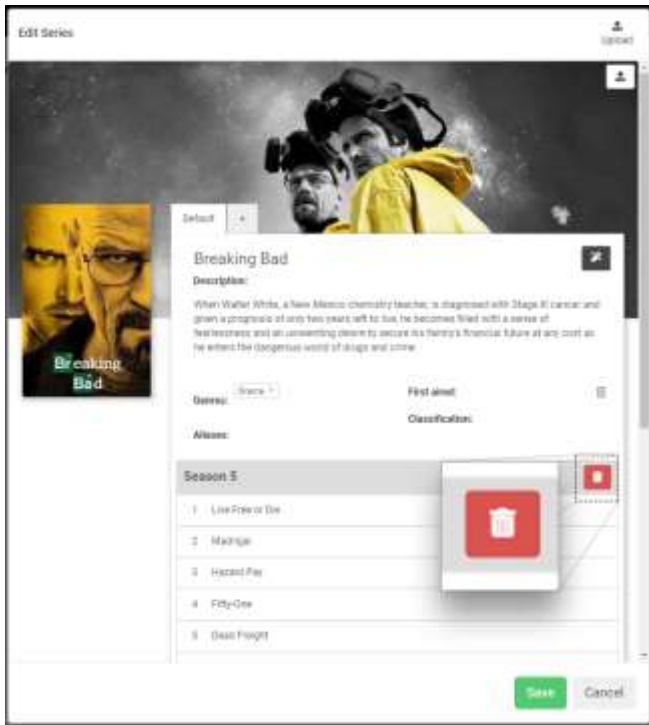 Edit Series
Upload
Default +
Breaking Bad
Description:
When Walter White, a New Mexico chemistry teacher, is diagnosed with Stage III cancer and
given a prognosis of only two years left to live, he becomes filled with a sense of
fearlessness and an unrelenting desire to secure his family's financial future at any cost as
he enters the dangerous world of drugs and crime.
Breaking
Bad
Genres: Drama
First aired:
Classification:
Aliases:
Season 5
1 Live Free or Die
2 Madrigal
3 Hazard Pay
4 Fifty-One
5 Dead Freight
Save Cancel